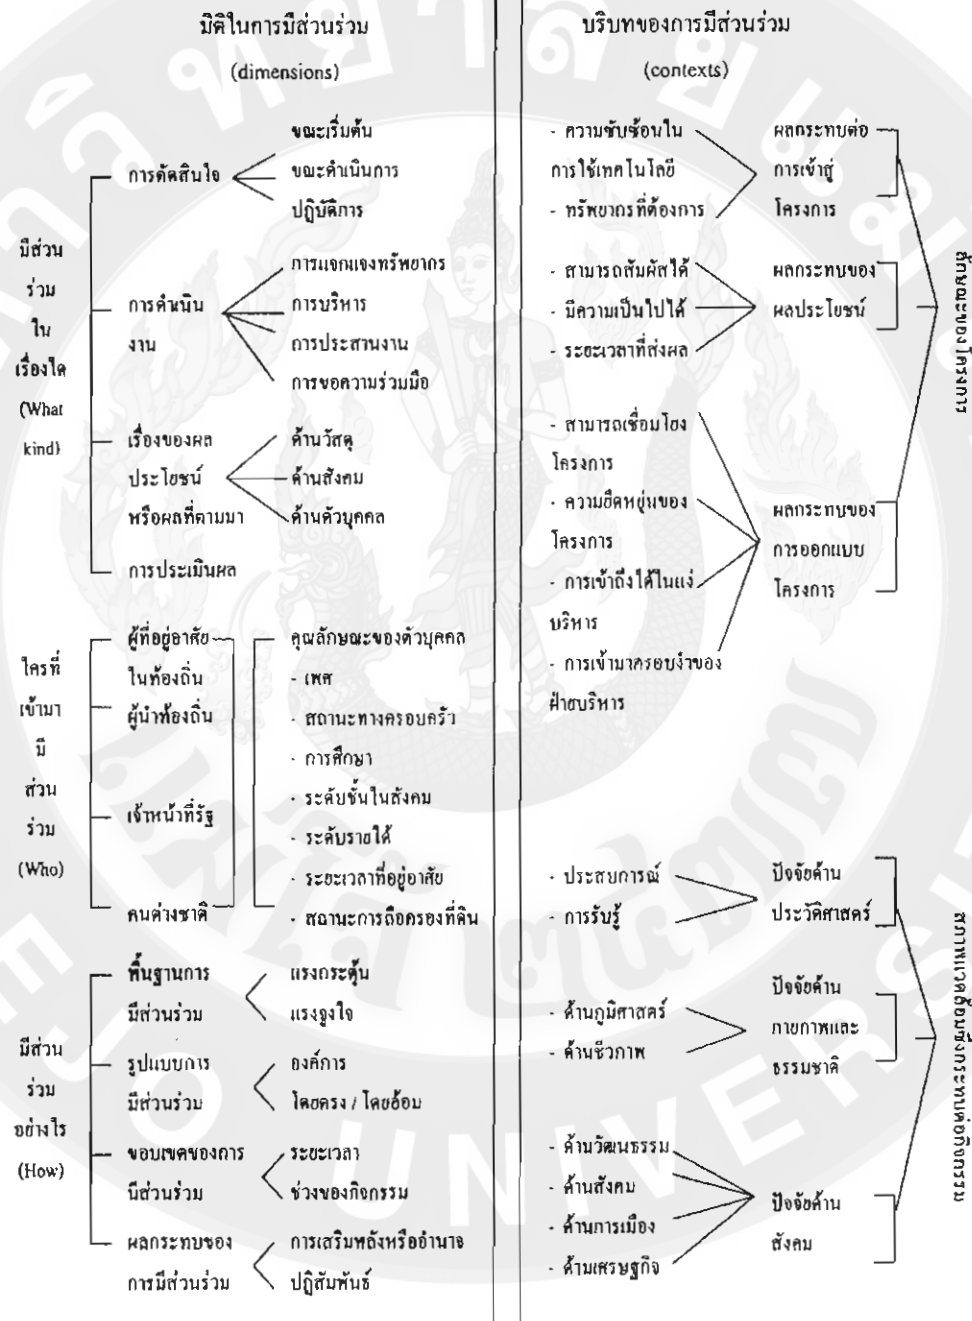 มิติในการมีส่วนร่วม
(dimensions)
มีส่วน
ร่วม
ใน
เรื่องใด
(What
kind)
การตัดสินใจ
ขณะเริ่มต้น
ขณะดำเนินการ
ปฏิบัติการ
การดำเนิน
งาน
การแจกแจงทรัพยากร
การบริหาร
การประสานงาน
การขอความร่วมมือ
เรื่องของผล
ประโยชน์
หรือผลที่ตามมา
ด้านวัสดุ
ด้านสังคม
ด้านตัวบุคคล
การประเมินผล
ใครที่
เข้ามา
มี
ส่วน
ร่วม
(Who)
ผู้ที่อยู่อาศัย
ในท้องถิ่น
ผู้นำท้องถิ่น
เจ้าหน้าที่รัฐ
คนต่างชาติ
คุณลักษณะของตัวบุคคล
- เพศ
- สถานะทางครอบครัว
- การศึกษา
- ระดับชั้นในสังคม
- ระดับรายได้
- ระยะเวลาที่อยู่อาศัย
- สถานะการถือครองที่ดิน
มีส่วน
ร่วม
อย่างไร
(How)
พื้นฐานการ
มีส่วนร่วม
แรงกระตุ้น
แรงจูงใจ
รูปแบบการ
มีส่วนร่วม
องค์การ
โดยตรง / โดยอ้อม
ขอบเขตของการ
มีส่วนร่วม
ระยะเวลา
ช่วงของกิจกรรม
ผลกระทบของ
การมีส่วนร่วม
การเสริมพลังหรืออำนาจ
ปฏิสัมพันธ์
บริบทของการมีส่วนร่วม
(contexts)
- ความซับซ้อนใน
การใช้เทคโนโลยี
- ทรัพยากรที่ต้องการ
ผลกระทบต่อ
การเข้าสู่
โครงการ
- สามารถสัมผัสได้
- มีความเป็นไปได้
- ระยะเวลาที่ส่งผล
ผลกระทบของ
ผลประโยชน์
- สามารถเชื่อมโยง
โครงการ
- ความยืดหยุ่นของ
โครงการ
- การเข้าถึงได้ในแง่
บริหาร
- การเข้ามาครอบงำของ
ฝ่ายบริหาร
ผลกระทบของ
การออกแบบ
โครงการ
ลักษณะของโครงการ
- ประสบการณ์
- การรับรู้
ปัจจัยด้าน
ประวัติศาสตร์
- ด้านภูมิศาสตร์
- ด้านชีวภาพ
ปัจจัยด้าน
กายภาพและ
ธรรมชาติ
- ด้านวัฒนธรรม
- ด้านสังคม
- ด้านการเมือง
- ด้านเศรษฐกิจ
ปัจจัยด้าน
สังคม
สภาพแวดล้อมซึ่งกระทบต่อกิจกรรม